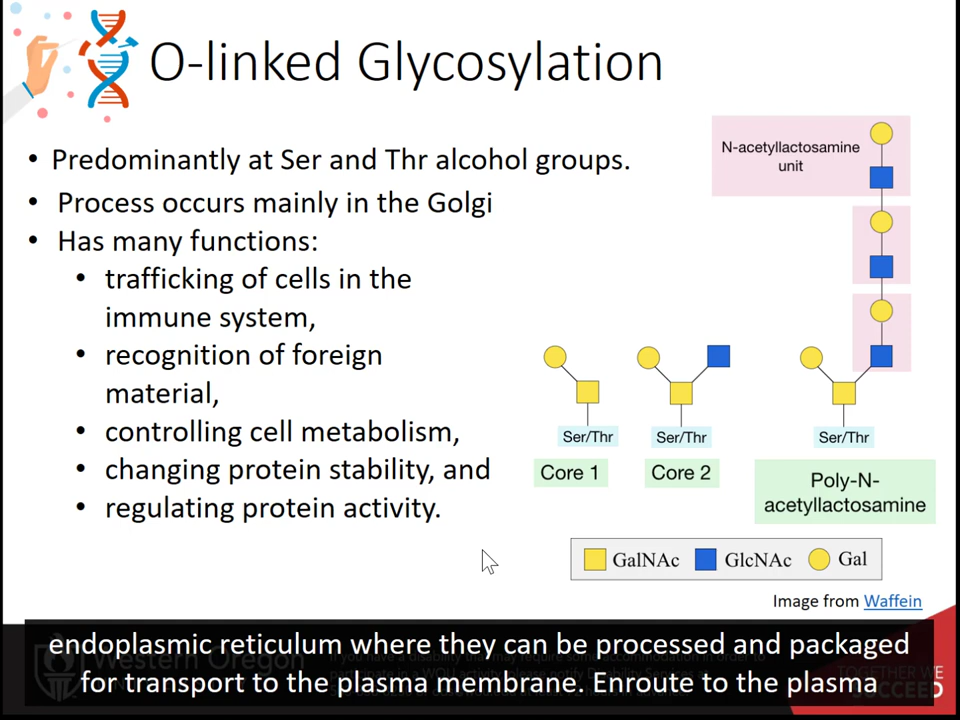 O-linked Glycosylation
• Predominantly at Ser and Thr alcohol groups.
• Process occurs mainly in the Golgi
• Has many functions:
• trafficking of cells in the
immune system,
• recognition of foreign
material,
• controlling cell metabolism,
• changing protein stability, and
• regulating protein activity.
N-acetyllactosamine
unit
Ser/Thr
Ser/Thr
Ser/Thr
Core 1
Core 2
Poly-N-
acetyllactosamine
GalNAc
GlcNAc
Gal
Image from Waffein
endoplasmic reticulum where they can be processed and packaged
for transport to the plasma membrane. Enroute to the plasma